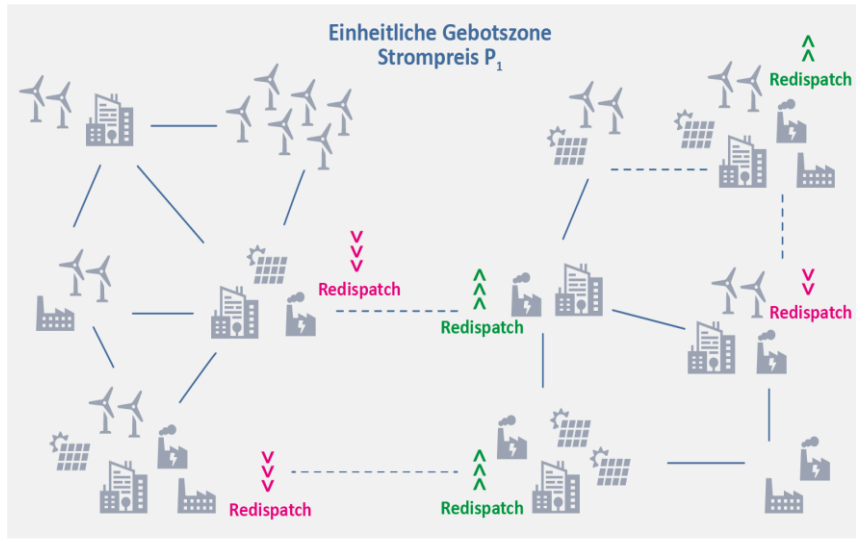 Einheitliche Gebotszone
Strompreis P₁
Redispatch
Redispatch
Redispatch
Redispatch
Redispatch
Redispatch